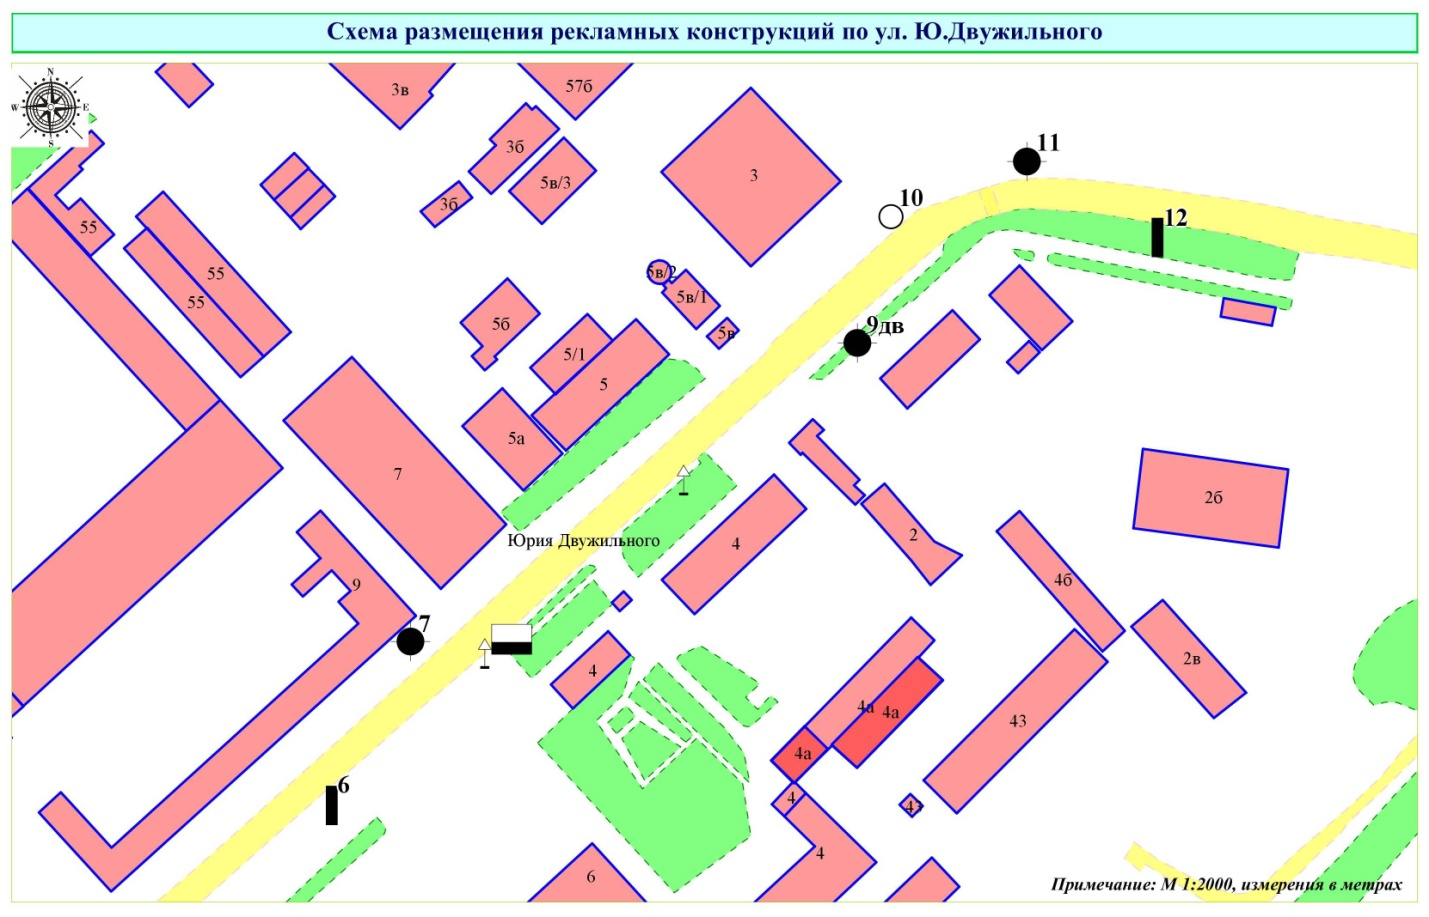 Схема размещения рекламных конструкций по ул. Ю.Двужильного
N
W E
S
3в
57б
3б
5в/3
3б
3
11
10
12
55
55
55
5в/2
5в/1
5в
5б
5/1
5
5а
9дв
7
Юрия Двужильного
4
2
2б
9
7
4б
4
2в
4а
4а
4а
43
6
4
43
4
6
Примечание: М 1:2000, измерения в метрах